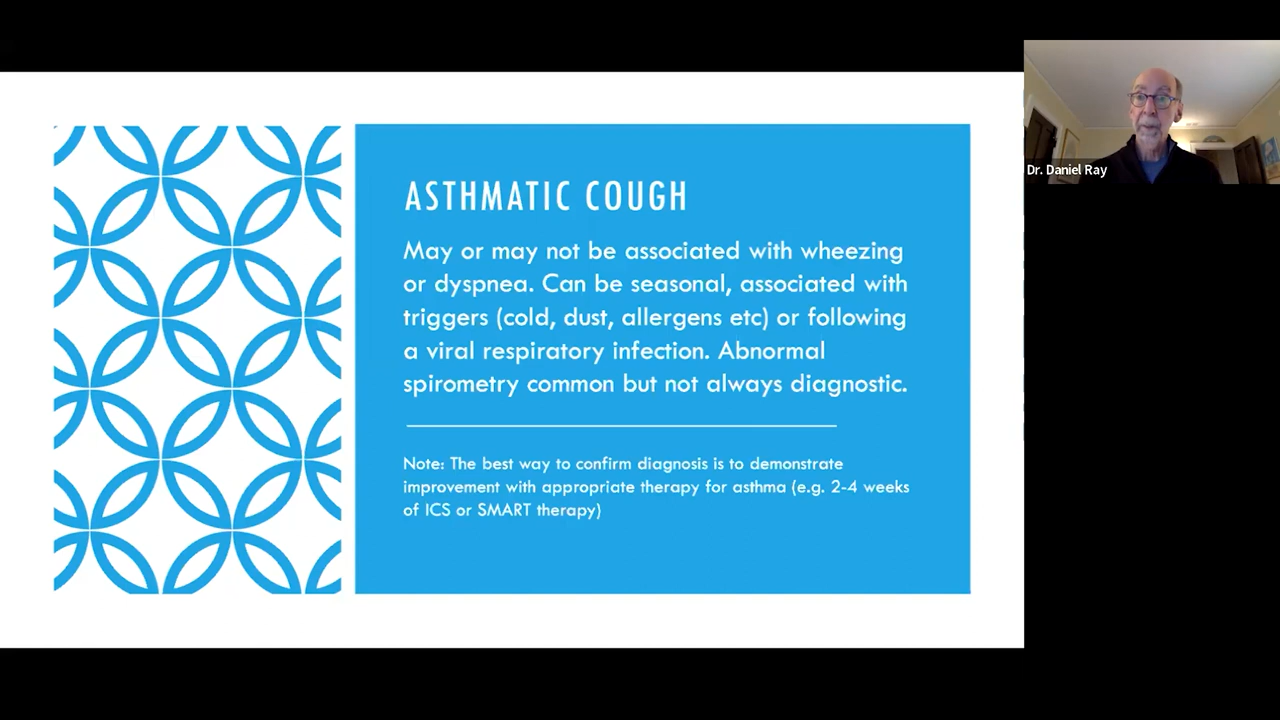 ASTHMATIC COUGH
May or may not be associated with wheezing
or dyspnea. Can be seasonal, associated with
triggers (cold, dust, allergens etc) or following
a viral respiratory infection. Abnormal
spirometry common but not always diagnostic.
Note: The best way to confirm diagnosis is to demonstrate
improvement with appropriate therapy for asthma (e.g. 2-4 weeks
of ICS or SMART therapy)
Dr. Daniel Ray